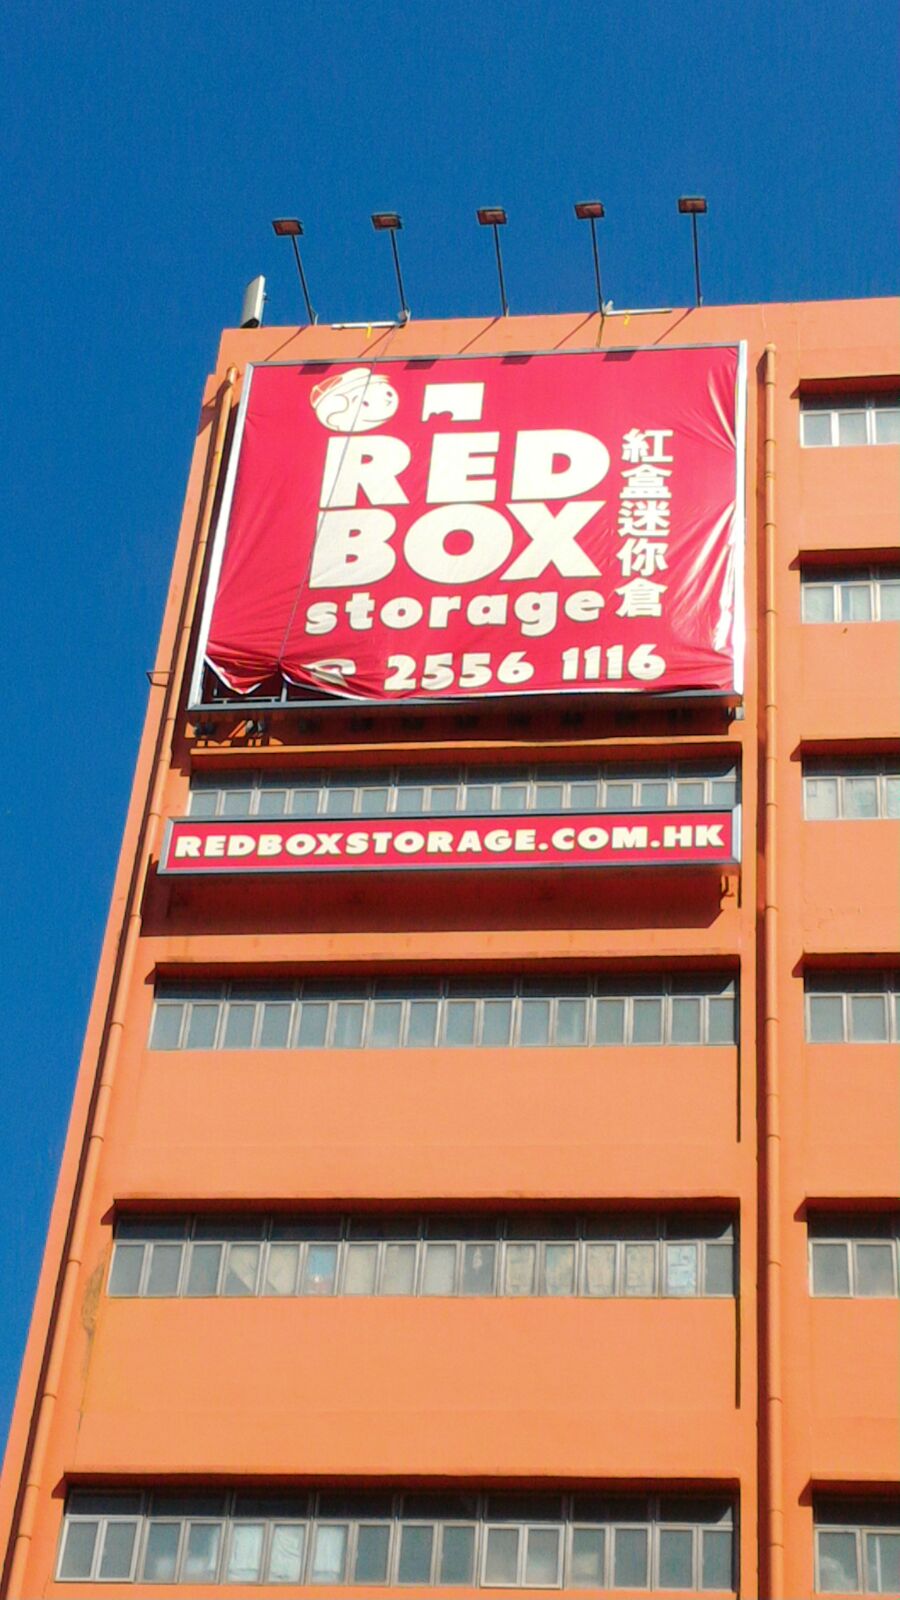 RED
BOX
storage
紅盒迷你倉
2556 1116
REDBOXSTORAGE.COM.HK